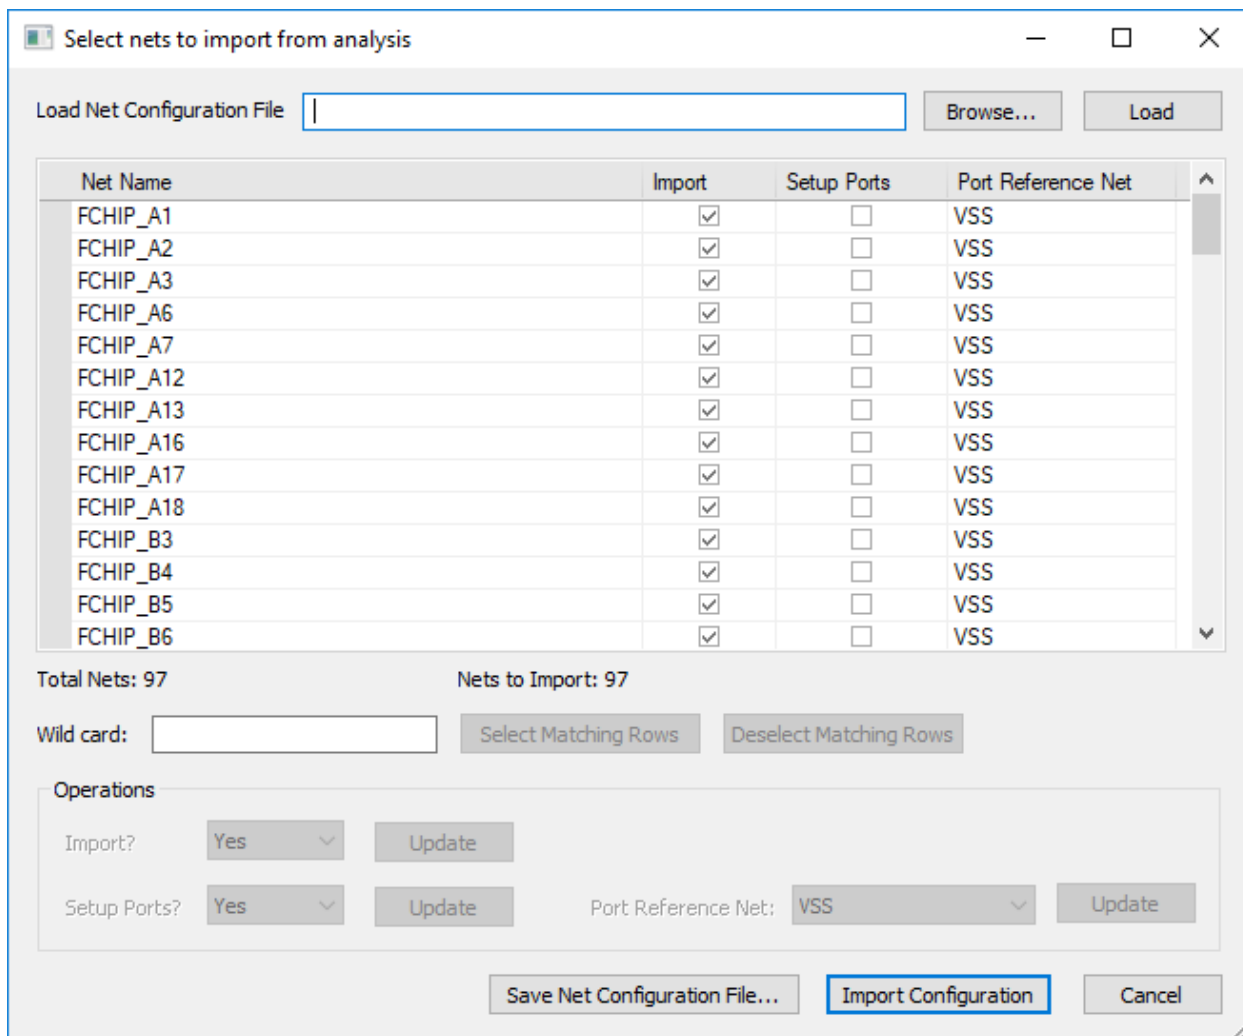 Select nets to import from analysis
Load Net Configuration File Browse... Load
Net Name Import Setup Ports Port Reference Net
FCHIP_A1 VSS
FCHIP_A2 VSS
FCHIP_A3 VSS
FCHIP_A6 VSS
FCHIP_A7 VSS
FCHIP_A12 VSS
FCHIP_A13 VSS
FCHIP_A16 VSS
FCHIP_A17 VSS
FCHIP_A18 VSS
FCHIP_B3 VSS
FCHIP_B4 VSS
FCHIP_B5 VSS
FCHIP_B6 VSS
Total Nets: 97 Nets to Import: 97
Wild card: Select Matching Rows Deselect Matching Rows
Operations
Import? Yes Update
Setup Ports? Yes Update Port Reference Net: VSS Update
Save Net Configuration File... Import Configuration Cancel